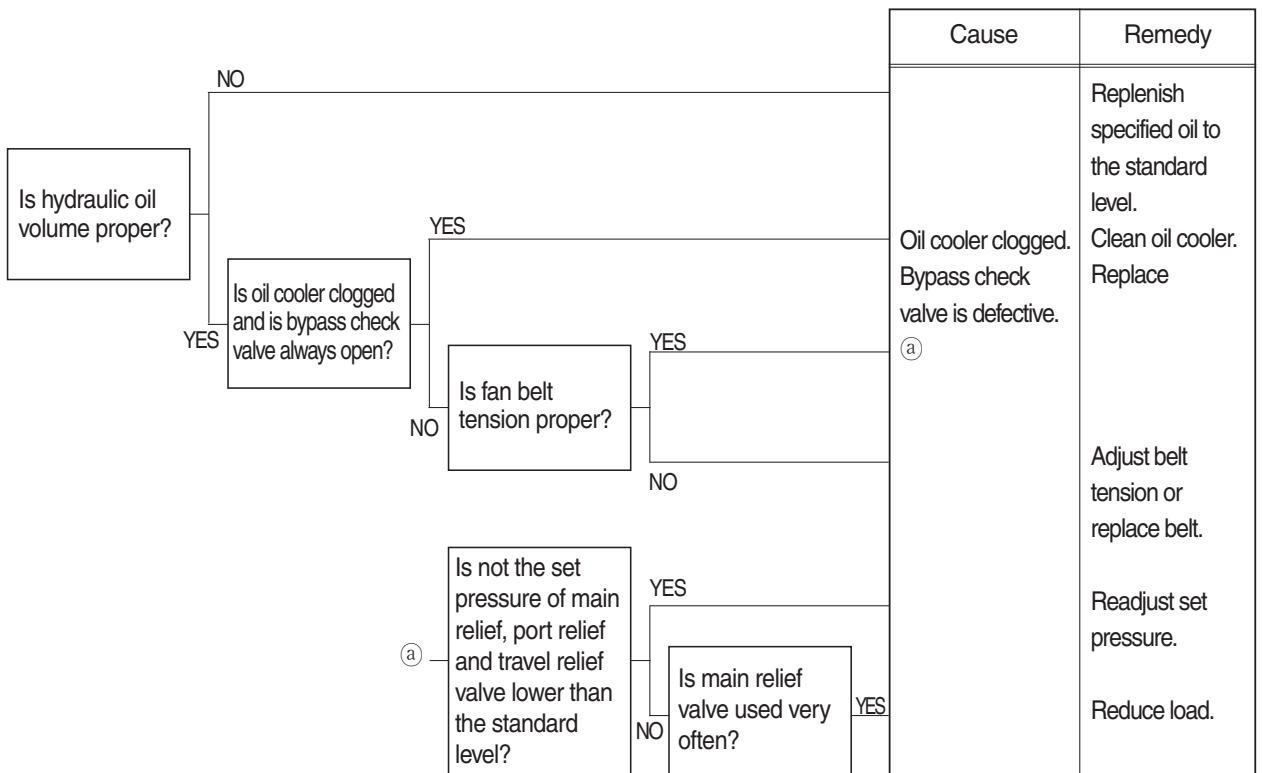 Cause
Remedy
NO
Replenish
specified oil to
the standard
level.
Is hydraulic oil
volume proper?
YES
YES
Oil cooler clogged.
Clean oil cooler.
Bypass check
Replace
valve is defective.
ⓐ
Is oil cooler clogged
and is bypass check
valve always open?
NO
YES
Is fan belt
tension proper?
NO
Adjust belt
tension or
replace belt.
ⓐ
Is not the set
pressure of main
relief, port relief
and travel relief
valve lower than
the standard
level?
YES
Readjust set
pressure.
NO
Is main relief
valve used very
often?
YES
Reduce load.